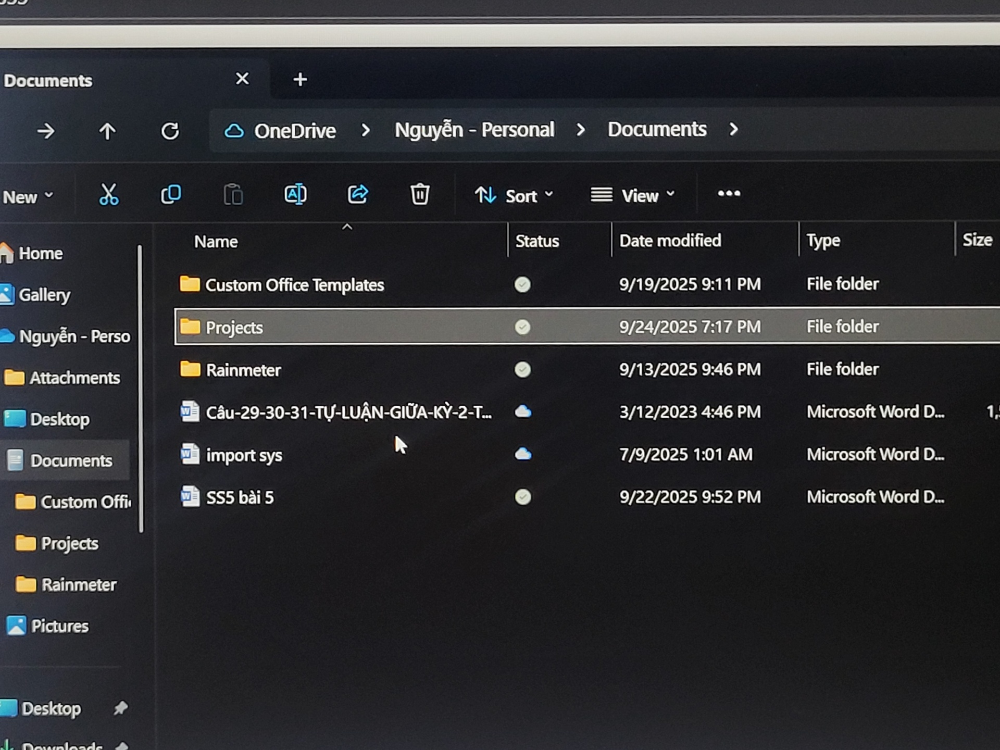 Documents
OneDrive > Nguyễn - Personal > Documents >
New Sort View
Name Status Date modified Type Size
Custom Office Templates 9/19/2025 9:11 PM File folder
Projects 9/24/2025 7:17 PM File folder
Rainmeter 9/13/2025 9:46 PM File folder
Câu-29-30-31-TỰ-LUẬN-GIỮA-KỲ-2-T... 3/12/2023 4:46 PM Microsoft Word D...
import sys 7/9/2025 1:01 AM Microsoft Word D...
SS5 bài 5 9/22/2025 9:52 PM Microsoft Word D...
Home
Gallery
Nguyễn - Perso
Attachments
Desktop
Documents
Custom Offi
Projects
Rainmeter
Pictures
Desktop
Downloads